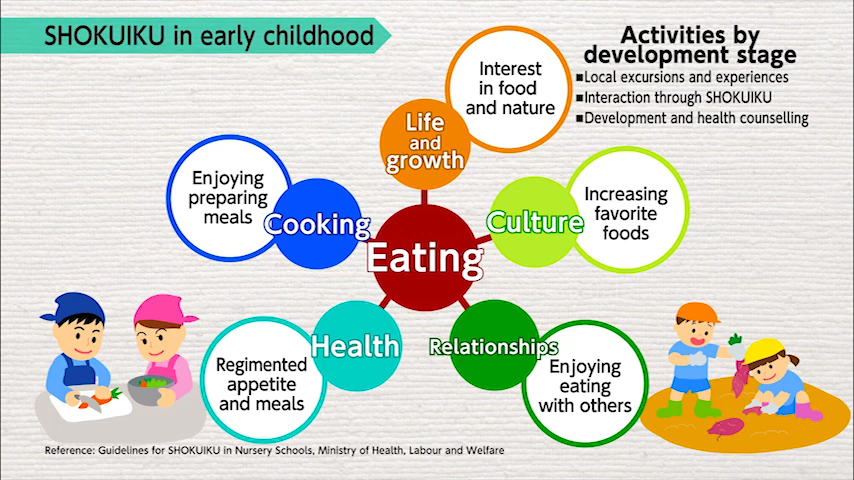 SHOKUIKU in early childhood
Activities by
development stage
■Local excursions and experiences
■Interaction through SHOKUIKU
■Development and health counselling
Interest
in food
and nature
Life
and
growth
Enjoying
preparing
meals
Cooking
Culture
Increasing
favorite
foods
Eating
Health
Regimented
appetite
and meals
Relationships
Enjoying
eating
with others
Reference: Guidelines for SHOKUIKU in Nursery Schools, Ministry of Health, Labour and Welfare